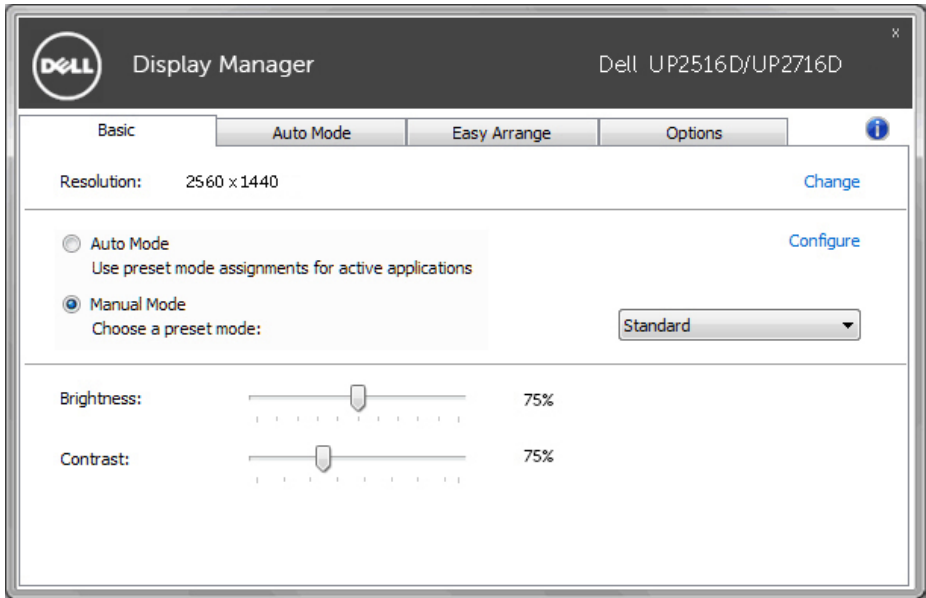 DELL Display Manager Dell UP2516D/UP2716D x
Basic Auto Mode Easy Arrange Options i
Resolution: 2560 x 1440 Change
Auto Mode Configure
Use preset mode assignments for active applications
Manual Mode
Choose a preset mode: Standard
Brightness: 75%
Contrast: 75%